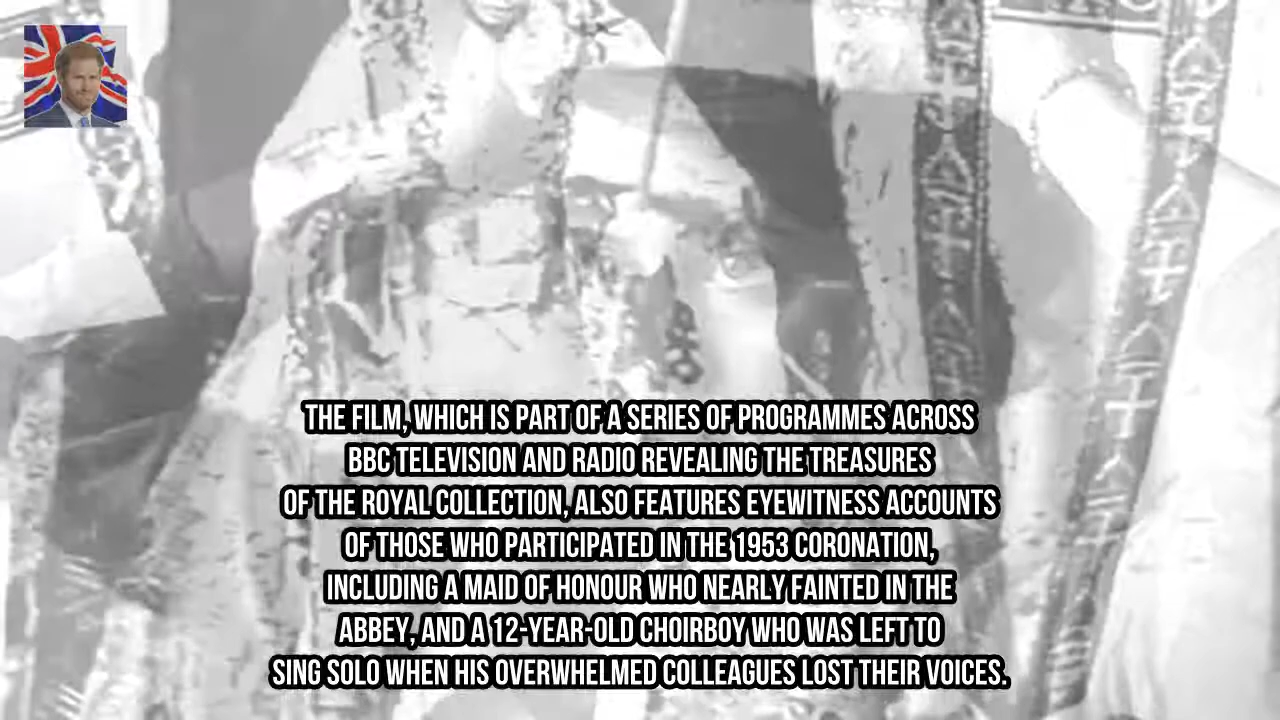 THE FILM, WHICH IS PART OF A SERIES OF PROGRAMMES ACROSS
BBC TELEVISION AND RADIO REVEALING THE TREASURES
OF THE ROYAL COLLECTION, ALSO FEATURES EYEWITNESS ACCOUNTS
OF THOSE WHO PARTICIPATED IN THE 1953 CORONATION,
INCLUDING A MAID OF HONOUR WHO NEARLY FAINTED IN THE
ABBEY, AND A 12-YEAR-OLD CHOIRBOY WHO WAS LEFT TO
SING SOLO WHEN HIS OVERWHELMED COLLEAGUES LOST THEIR VOICES.